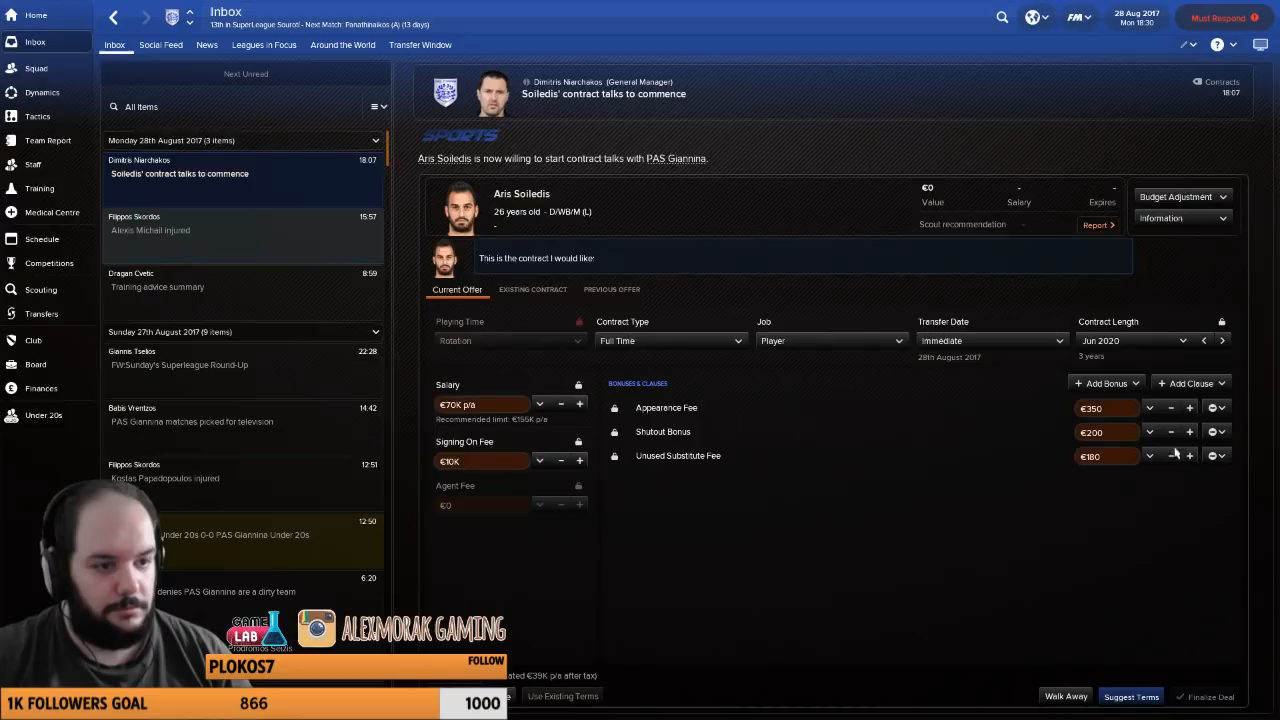 Home
Inbox
Squad
Dynamics
Tactics
Team Report
Staff
Training
Medical Centre
Schedule
Competitions
Scouting
Transfers
Club
Board
Finances
Under 20s
Inbox
13th in SuperLeague Souroti - Next Match: Panathinaikos (A) (13 days)
FM
28 Aug 2017
Mon 18:30
Must Respond
Inbox
Social Feed
News
Leagues in Focus
Around the World
Transfer Window
Next Unread
All Items
Monday 28th August 2017 (3 items)
Dimitris Niarchakos 18:07
Soiledis' contract talks to commence
Filippos Skordos 15:57
Alexis Michail injured
Dragan Cvetic 8:59
Training advice summary
Sunday 27th August 2017 (9 items)
Giannis Tselios 22:28
FW:Sunday's Superleague Round-Up
Babis Vrentzos 14:42
PAS Giannina matches picked for television
Filippos Skordos 12:51
Kostas Papadopoulos injured
12:50
Under 20s 0-0 PAS Giannina Under 20s
6:20
denies PAS Giannina are a dirty team
Prodromos Seizis
Dimitris Niarchakos (General Manager)
Soiledis' contract talks to commence
Contracts
18:07
SPORTS
Aris Soiledis is now willing to start contract talks with PAS Giannina.
Aris Soiledis
26 years old - D/WB/M (L)
-
€0 - -
Value Salary Expires
Scout recommendation - Report >
Budget Adjustment
Information
This is the contract I would like:
Current Offer
EXISTING CONTRACT
PREVIOUS OFFER
Playing Time
Rotation
Contract Type
Full Time
Job
Player
Transfer Date
Immediate
28th August 2017
Contract Length
Jun 2020
3 years
Salary
€70K p/a
Recommended limit: €155K p/a
Signing On Fee
€10K
Agent Fee
€0
BONUSES & CLAUSES
+ Add Bonus
+ Add Clause
Appearance Fee €350
Shutout Bonus €200
Unused Substitute Fee €180
ated €39K p/a after tax)
Use Existing Terms
Walk Away
Suggest Terms
Finalize Deal
GAME LAB
ALEXMORAK GAMING
PLOKOS7 FOLLOW
1K FOLLOWERS GOAL 866 1000